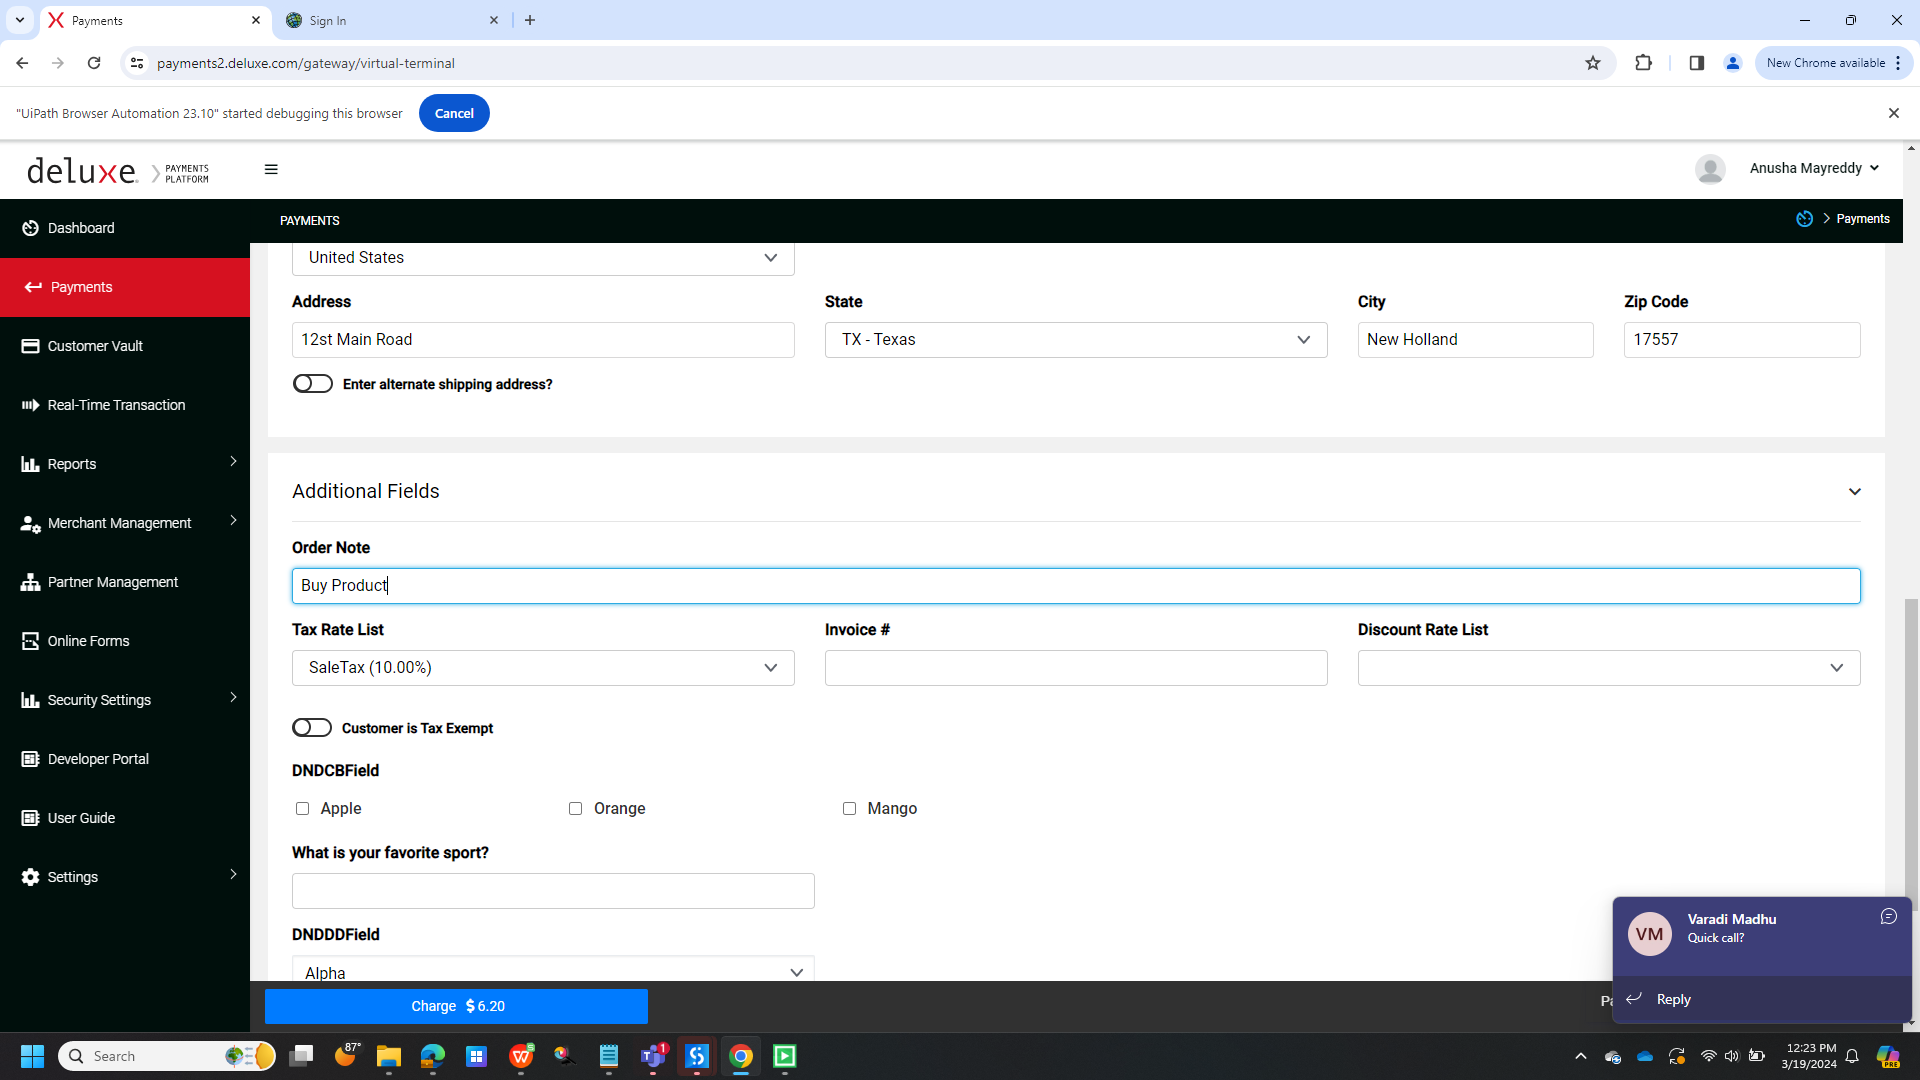 Payments
Sign In
payments2.deluxe.com/gateway/virtual-terminal
New Chrome available
"UiPath Browser Automation 23.10" started debugging this browser
Cancel
deluxe.
PAYMENTS
PLATFORM
Anusha Mayreddy
Dashboard
PAYMENTS
Payments
Payments
Customer Vault
Real-Time Transaction
Reports
Merchant Management
Partner Management
Online Forms
Security Settings
Developer Portal
User Guide
Settings
United States
Address
State
City
Zip Code
12st Main Road
TX - Texas
New Holland
17557
Enter alternate shipping address?
Additional Fields
Order Note
Buy Product
Tax Rate List
Invoice #
Discount Rate List
SaleTax (10.00%)
Customer is Tax Exempt
DNDCBField
Apple
Orange
Mango
What is your favorite sport?
DNDDDField
Alpha
Charge $ 6.20
VM
Varadi Madhu
Quick call?
Reply
Search
87°
1
12:23 PM
3/19/2024
PRE